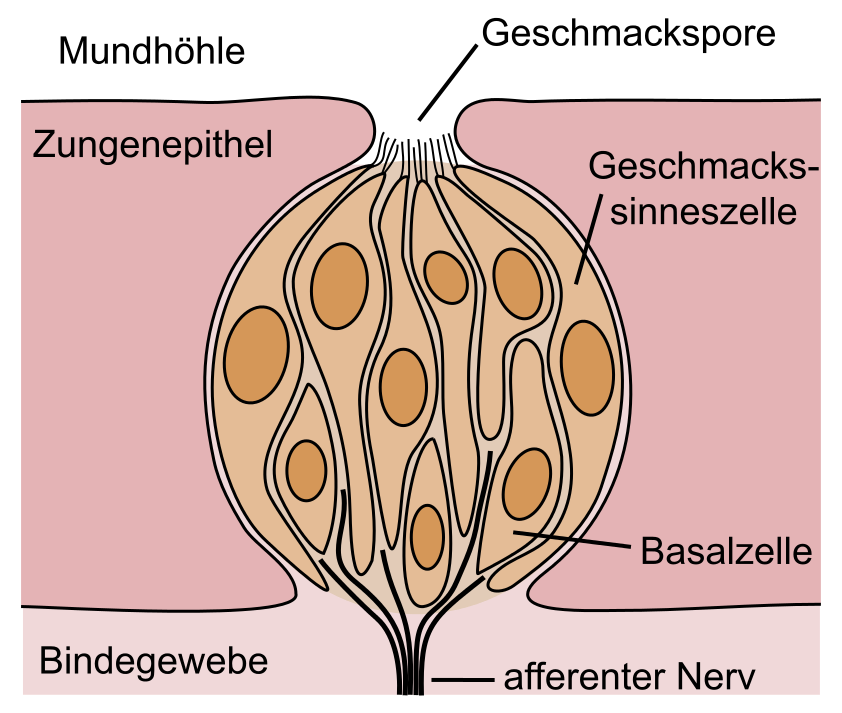 Geschmackspore
Mundhöhle
Zungenepithel
Geschmacks-
sinneszelle
Basalzelle
Bindegewebe
afferenter Nerv